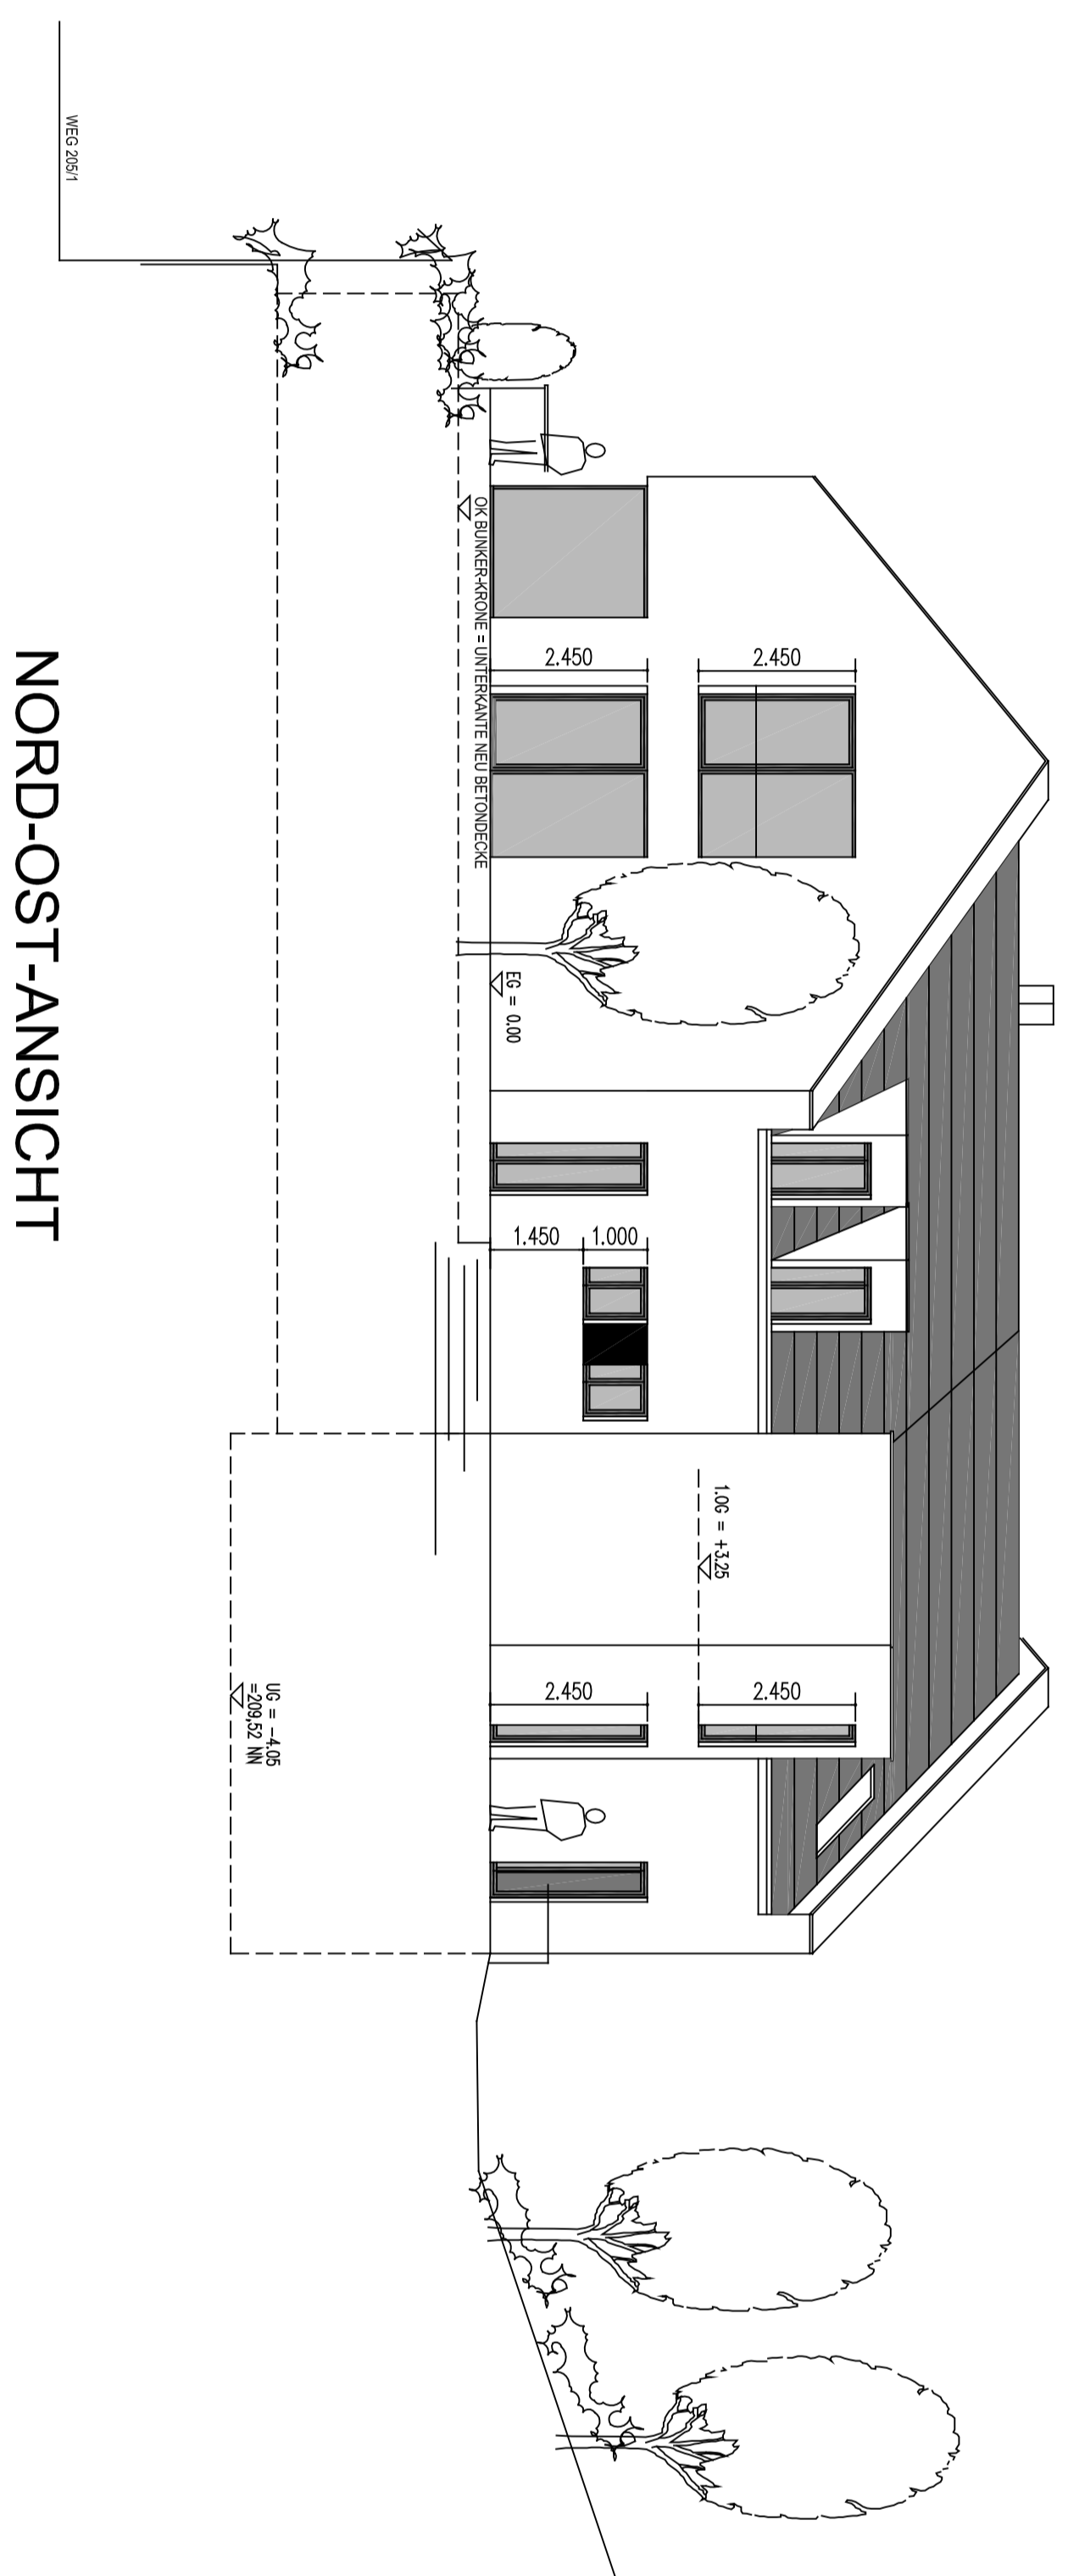 2.450
2.450
1.0G = +3.25
1.450
1.000
2.450
2.450
EG = 0.00
OK BUNKER-KRONE = UNTERKANTE NEU BETONDECKE
UG = -4.05
=209,52 NN
WEG 205/1
NORD-OST-ANSICHT